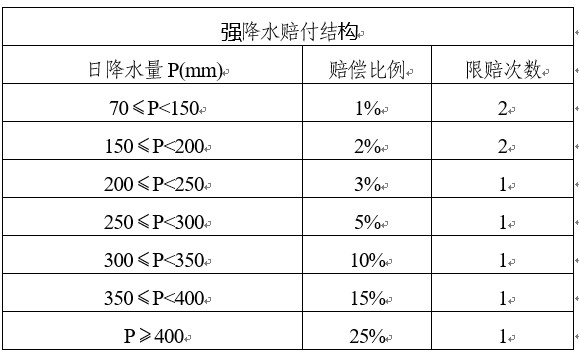 强降水赔付结构
日降水量 P(mm) 赔偿比例 限赔次数
70≤P<150 1% 2
150≤P<200 2% 2
200≤P<250 3% 1
250≤P<300 5% 1
300≤P<350 10% 1
350≤P<400 15% 1
P≥400 25% 1